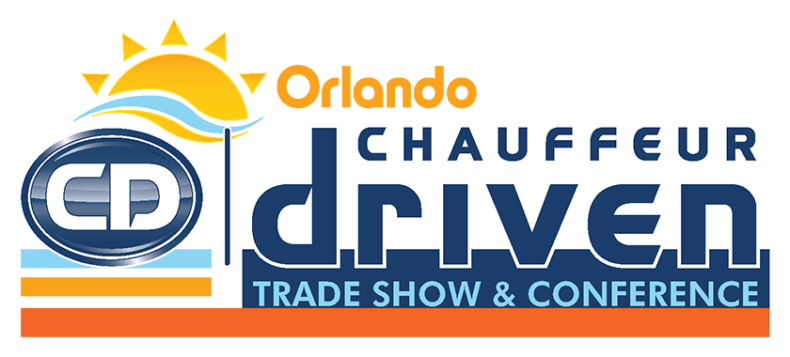 Orlando
CHAUFFEUR
CD
driven
TRADE SHOW & CONFERENCE